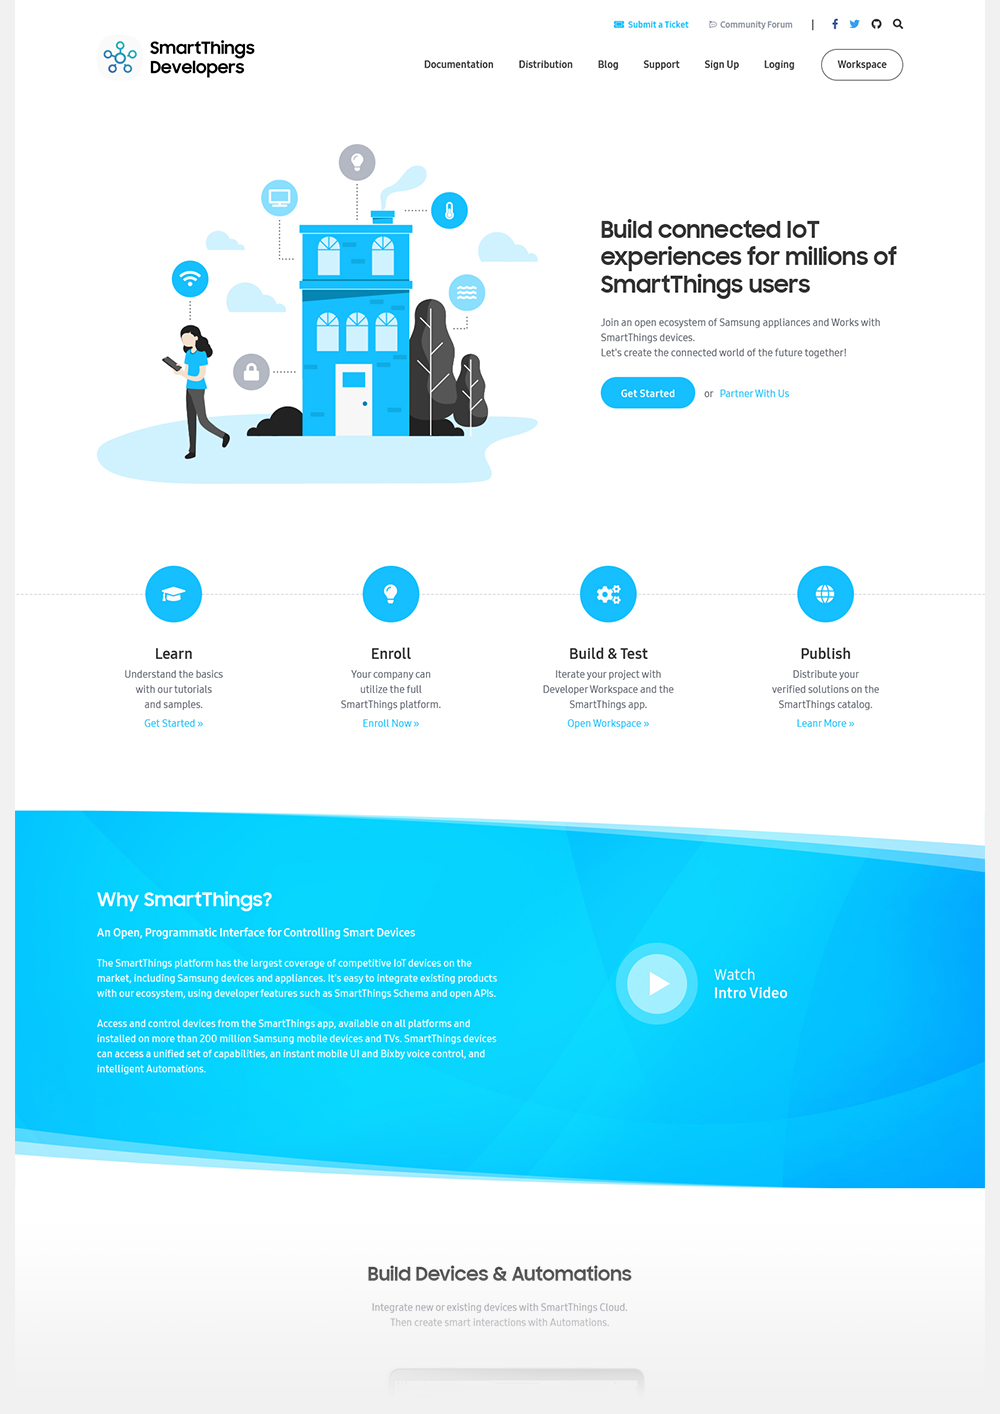 Submit a Ticket Community Forum |
SmartThings
Developers
Documentation Distribution Blog Support Sign Up Loging Workspace
Build connected IoT
experiences for millions of
SmartThings users
Join an open ecosystem of Samsung appliances and Works with
SmartThings devices.
Let's create the connected world of the future together!
Get Started or Partner With Us
Learn
Understand the basics
with our tutorials
and samples.
Get Started »
Enroll
Your company can
utilize the full
SmartThings platform.
Enroll Now »
Build & Test
Iterate your project with
Developer Workspace and the
SmartThings app.
Open Workspace »
Publish
Distribute your
verified solutions on the
SmartThings catalog.
Leanr More »
Why SmartThings?
An Open, Programmatic Interface for Controlling Smart Devices
The SmartThings platform has the largest coverage of competitive IoT devices on the
market, including Samsung devices and appliances. It's easy to integrate existing products
with our ecosystem, using developer features such as SmartThings Schema and open APIs.
Access and control devices from the SmartThings app, available on all platforms and
installed on more than 200 million Samsung mobile devices and TVs. SmartThings devices
can access a unified set of capabilities, an instant mobile UI and Bixby voice control, and
intelligent Automations.
Watch
Intro Video
Build Devices & Automations
Integrate new or existing devices with SmartThings Cloud.
Then create smart interactions with Automations.